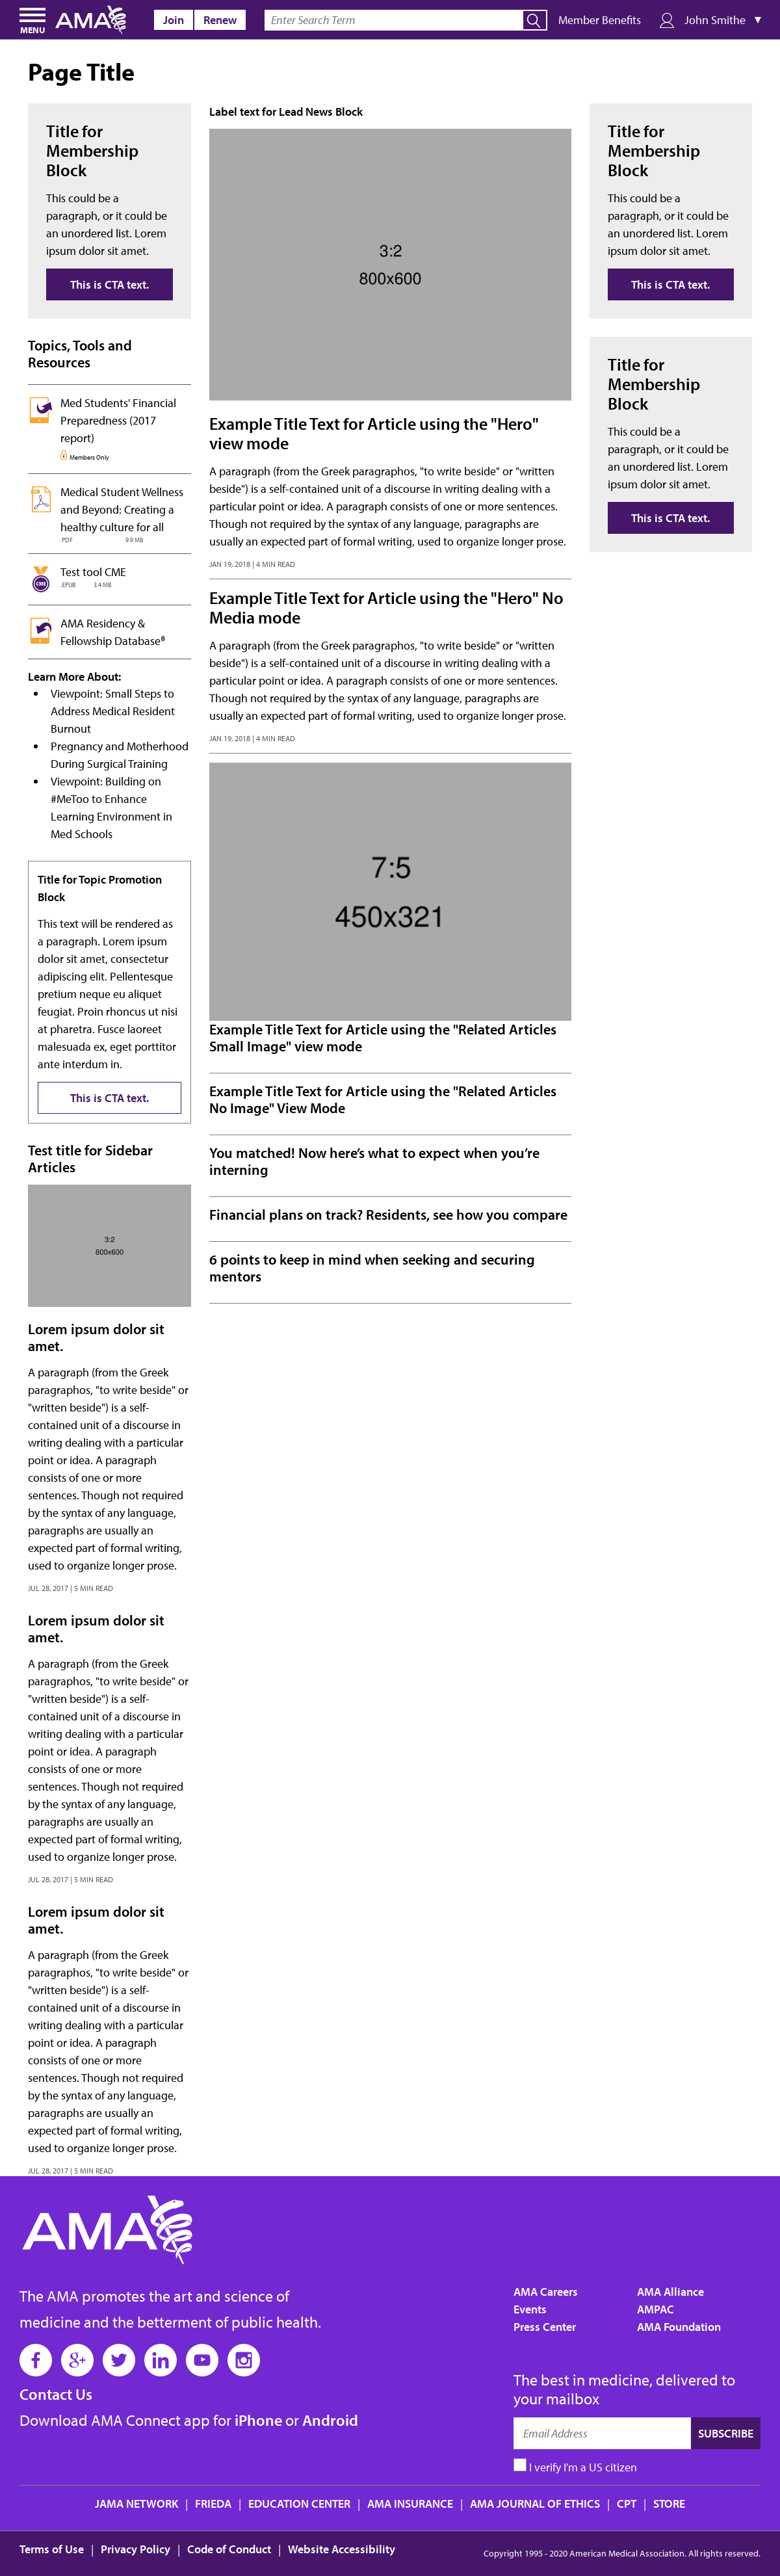 MENU
AMA
Join
Renew
Enter Search Term
Member Benefits
John Smithe ▼
Page Title
Title for
Membership
Block
This could be a
paragraph, or it could be
an unordered list. Lorem
ipsum dolor sit amet.
This is CTA text.
Topics, Tools and
Resources
Med Students' Financial
Preparedness (2017
report)
Members Only
Medical Student Wellness
and Beyond: Creating a
healthy culture for all
.PDF 9.9 MB
CME
Test tool CME
.EPUB 3.4 MB
AMA Residency &
Fellowship Database®
Learn More About:
• Viewpoint: Small Steps to
Address Medical Resident
Burnout
• Pregnancy and Motherhood
During Surgical Training
• Viewpoint: Building on
#MeToo to Enhance
Learning Environment in
Med Schools
Title for Topic Promotion
Block
This text will be rendered as
a paragraph. Lorem ipsum
dolor sit amet, consectetur
adipiscing elit. Pellentesque
pretium neque eu aliquet
feugiat. Proin rhoncus ut nisi
at pharetra. Fusce laoreet
malesuada ex, eget porttitor
ante interdum in.
This is CTA text.
Test title for Sidebar
Articles
3:2
800x600
Lorem ipsum dolor sit
amet.
A paragraph (from the Greek
paragraphos, "to write beside" or
"written beside") is a self-
contained unit of a discourse in
writing dealing with a particular
point or idea. A paragraph
consists of one or more
sentences. Though not required
by the syntax of any language,
paragraphs are usually an
expected part of formal writing,
used to organize longer prose.
JUL 28, 2017 | 5 MIN READ
Lorem ipsum dolor sit
amet.
A paragraph (from the Greek
paragraphos, "to write beside" or
"written beside") is a self-
contained unit of a discourse in
writing dealing with a particular
point or idea. A paragraph
consists of one or more
sentences. Though not required
by the syntax of any language,
paragraphs are usually an
expected part of formal writing,
used to organize longer prose.
JUL 28, 2017 | 5 MIN READ
Lorem ipsum dolor sit
amet.
A paragraph (from the Greek
paragraphos, "to write beside" or
"written beside") is a self-
contained unit of a discourse in
writing dealing with a particular
point or idea. A paragraph
consists of one or more
sentences. Though not required
by the syntax of any language,
paragraphs are usually an
expected part of formal writing,
used to organize longer prose.
JUL 28, 2017 | 5 MIN READ
Label text for Lead News Block
3:2
800x600
Example Title Text for Article using the "Hero"
view mode
A paragraph (from the Greek paragraphos, "to write beside" or "written
beside") is a self-contained unit of a discourse in writing dealing with a
particular point or idea. A paragraph consists of one or more sentences.
Though not required by the syntax of any language, paragraphs are
usually an expected part of formal writing, used to organize longer prose.
JAN 19, 2018 | 4 MIN READ
Example Title Text for Article using the "Hero" No
Media mode
A paragraph (from the Greek paragraphos, "to write beside" or "written
beside") is a self-contained unit of a discourse in writing dealing with a
particular point or idea. A paragraph consists of one or more sentences.
Though not required by the syntax of any language, paragraphs are
usually an expected part of formal writing, used to organize longer prose.
JAN 19, 2018 | 4 MIN READ
7:5
450x321
Example Title Text for Article using the "Related Articles
Small Image" view mode
Example Title Text for Article using the "Related Articles
No Image" View Mode
You matched! Now here’s what to expect when you’re
interning
Financial plans on track? Residents, see how you compare
6 points to keep in mind when seeking and securing
mentors
Title for
Membership
Block
This could be a
paragraph, or it could be
an unordered list. Lorem
ipsum dolor sit amet.
This is CTA text.
Title for
Membership
Block
This could be a
paragraph, or it could be
an unordered list. Lorem
ipsum dolor sit amet.
This is CTA text.
AMA
The AMA promotes the art and science of
medicine and the betterment of public health.
Contact Us
Download AMA Connect app for iPhone or Android
AMA Careers
Events
Press Center
AMA Alliance
AMPAC
AMA Foundation
The best in medicine, delivered to
your mailbox
Email Address
SUBSCRIBE
I verify I'm a US citizen
JAMA NETWORK | FRIEDA | EDUCATION CENTER | AMA INSURANCE | AMA JOURNAL OF ETHICS | CPT | STORE
Terms of Use | Privacy Policy | Code of Conduct | Website Accessibility
Copyright 1995 - 2020 American Medical Association. All rights reserved.